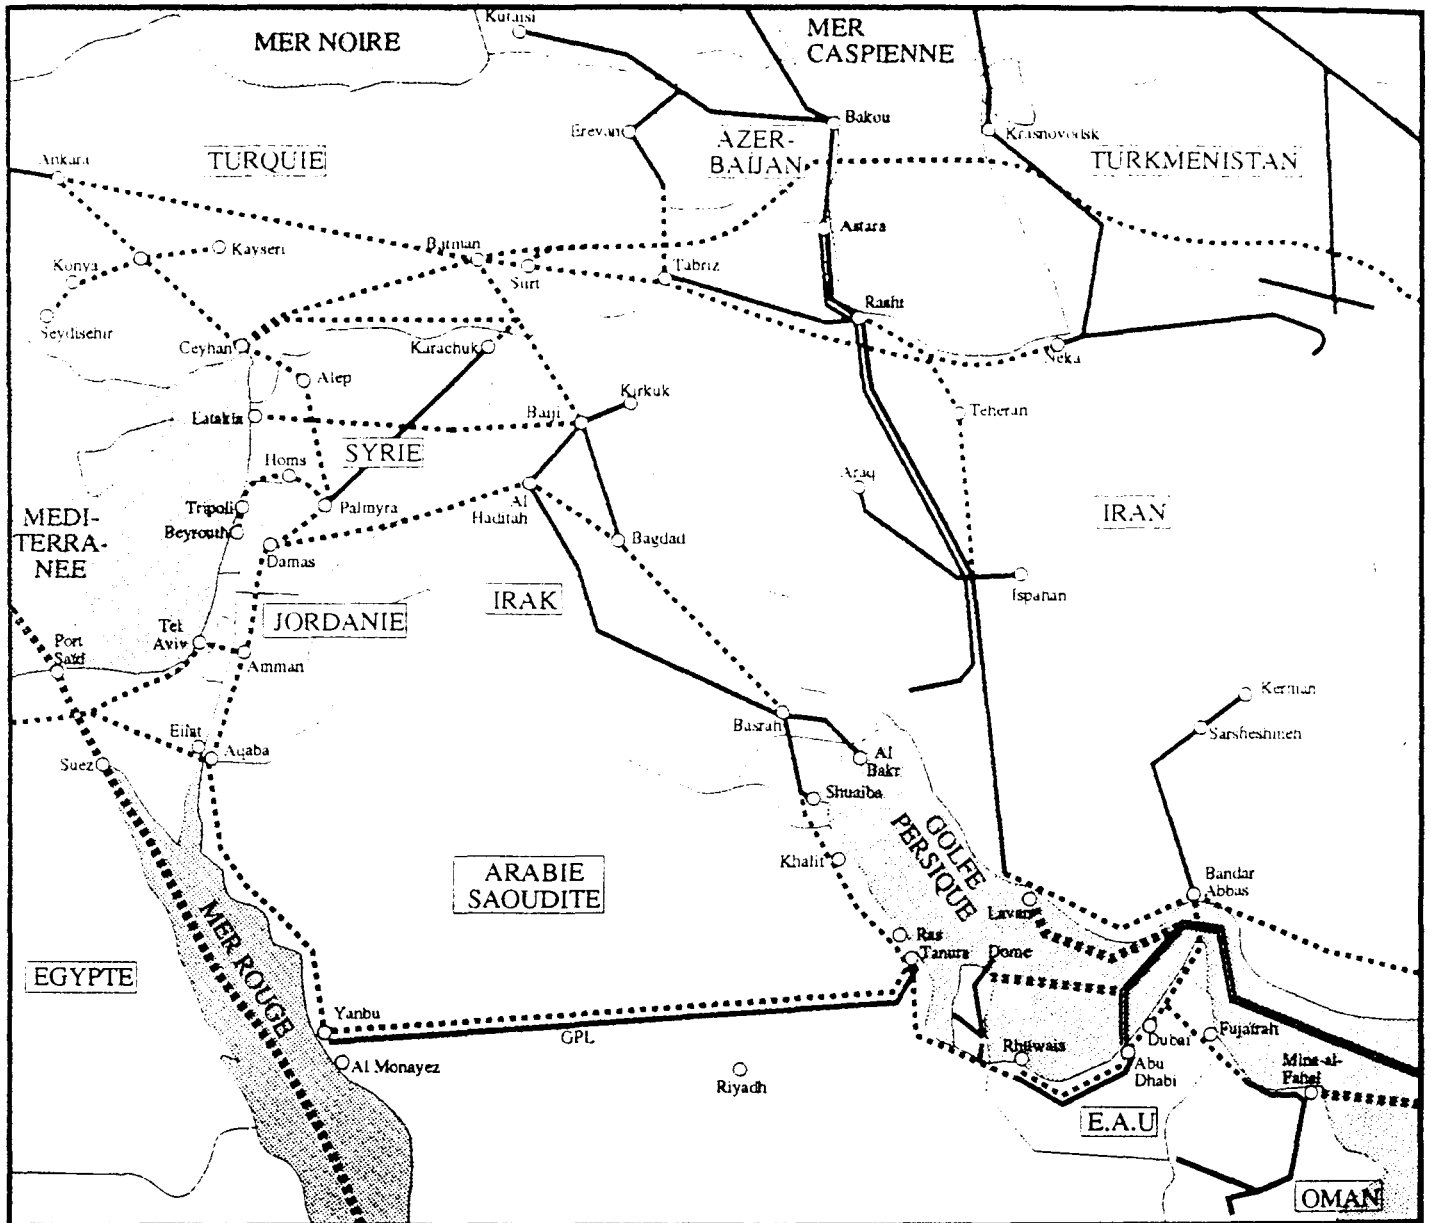 Kutaisi
MER NOIRE
MER
CASPIENNE
Bakou
Erevan
AZER-
BAIJAN
Krasnovodsk
TURKMENISTAN
Ankara
TURQUIE
Astara
Batman
Kayseri
Konya
Siirt
Tabriz
Rasht
Seydisehir
Ceyhan
Karachuk
Neka
Alep
Kirkuk
Latakia
Baiji
Teheran
SYRIE
Homs
Araq
Tripoli
Palmyra
Al
Haditah
IRAN
MEDI-
TERRA-
NEE
Beyrouth
Bagdad
Damas
IRAK
Ispahan
JORDANIE
Tel
Aviv
Port
Saïd
Amman
Kerman
Basrah
Sarsheshmeh
Eilat
Aqaba
Suez
Al
Bakr
Shuaiba
GOLFE
PERSIQUE
Khalif
ARABIE
SAOUDITE
Bandar
Abbas
Lavan
MER ROUGE
Ras
Tanura
Dome
EGYPTE
Yanbu
GPL
Al Monayez
Riyadh
Rhuwais
Dubai
Fujairah
Abu
Dhabi
Mina-al-
Fahal
E.A.U
OMAN